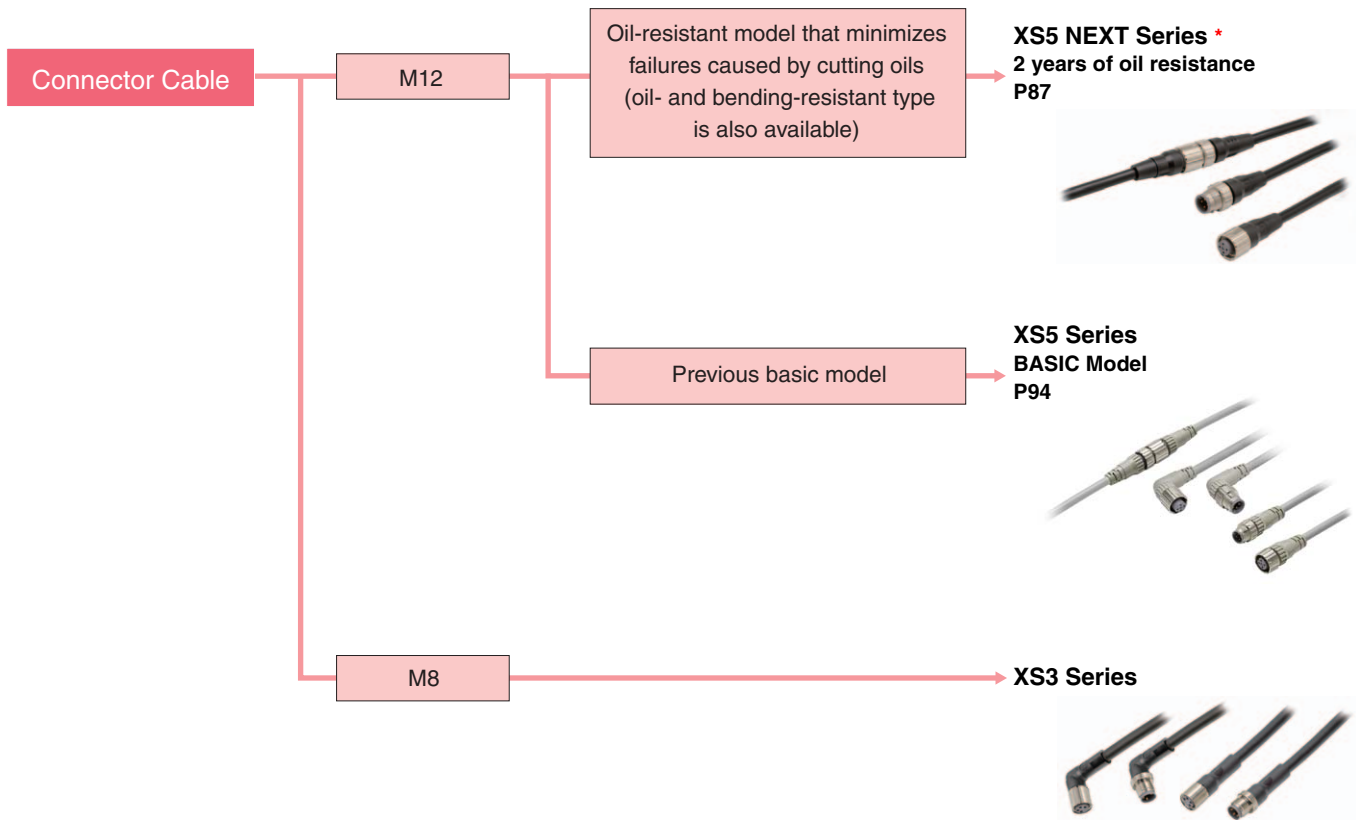 Connector Cable
M12
Oil-resistant model that minimizes
failures caused by cutting oils
(oil- and bending-resistant type
is also available)
XS5 NEXT Series *
2 years of oil resistance
P87
Previous basic model
XS5 Series
BASIC Model
P94
M8
XS3 Series